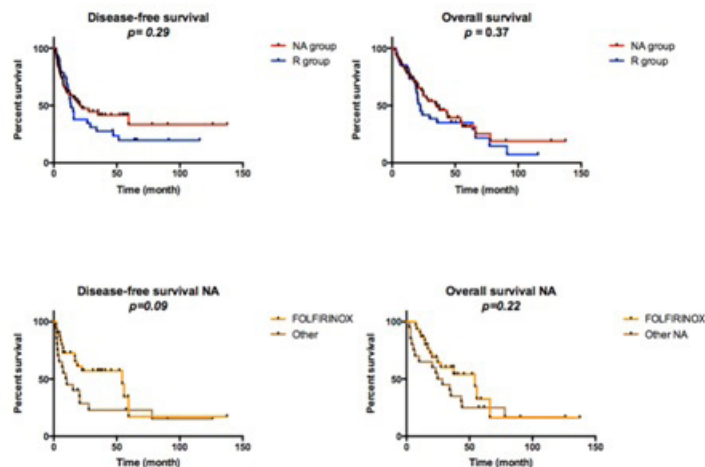 Disease-free survival
p= 0.29
NA group
R group
Percent survival
100
50
0
0
50
100
150
Time (month)
Overall survival
p = 0.37
NA group
R group
Percent survival
100
50
0
0
50
100
150
Time (month)
Disease-free survival NA
p=0.09
FOLFIRINOX
Other
Percent survival
100
50
0
0
50
100
150
Time (month)
Overall survival NA
p=0.22
FOLFIRINOX
Other NA
Percent survival
100
50
0
0
50
100
150
Time (month)